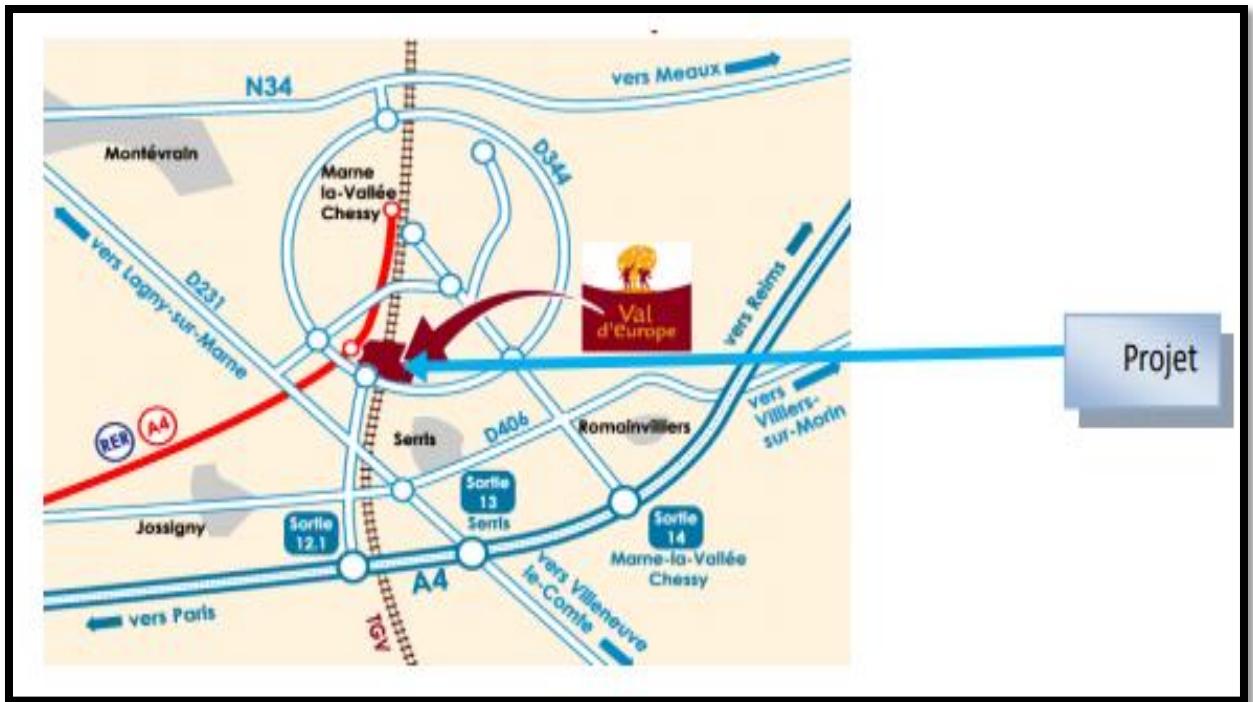 N34
vers Meaux
Montévrain
D344
Marne
la-Vallée
Chessy
vers Lagny-sur-Marne
D231
Val
d'europe
vers Reims
Projet
RER
A4
Serris
D406
Romainvilliers
vers
Villiers-
sur-Morin
Jossigny
Sortie
12.1
Sortie
13
Serris
Sortie
14
Marne-la-Vallée
Chessy
A4
vers Paris
TGV
vers Villeneuve
le-Comte